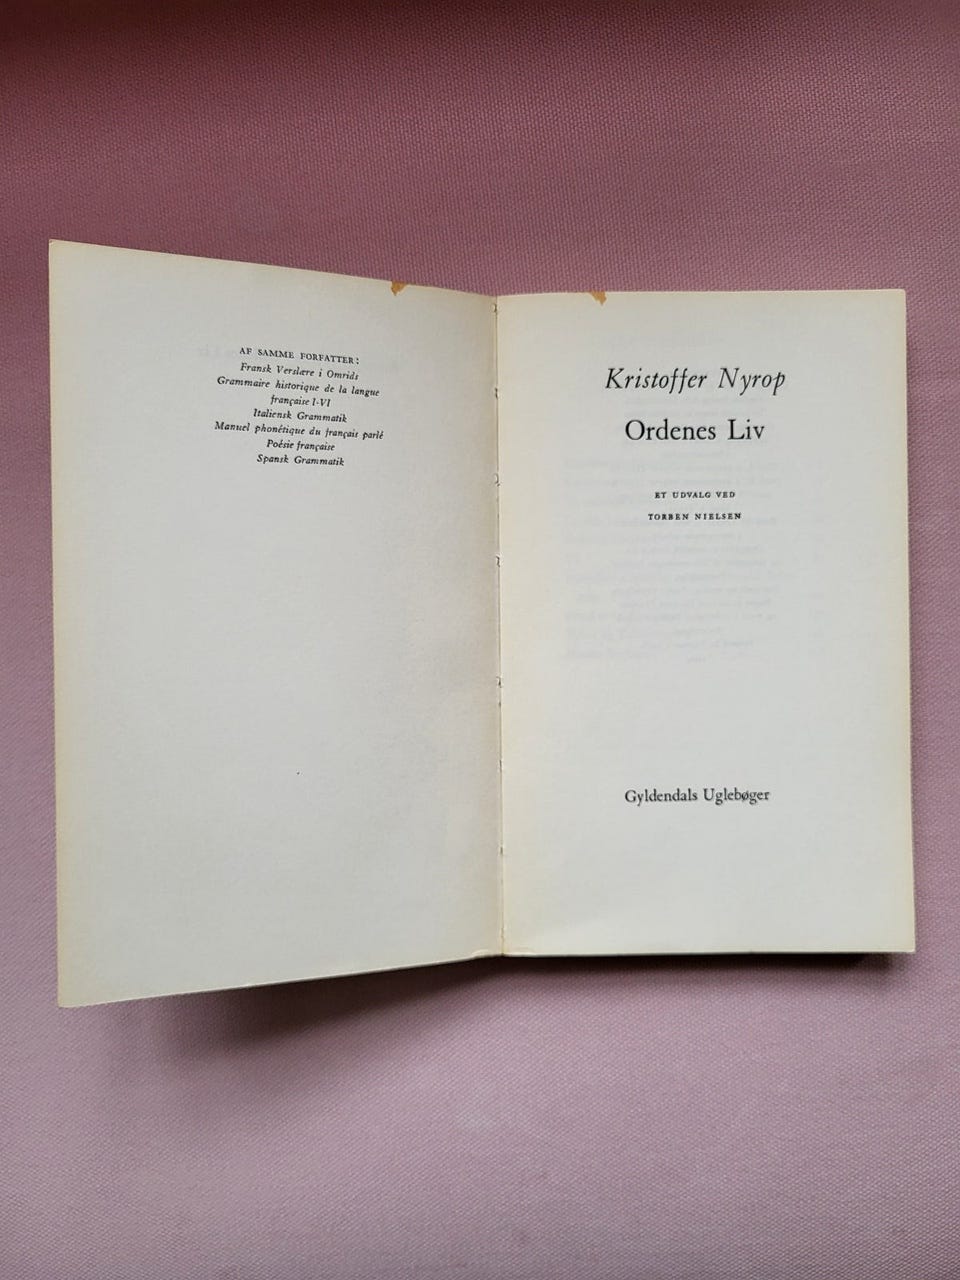 AF SAMME FORFATTER:
Fransk Verslære i Omrids
Grammaire historique de la langue
française I-VI
Italiensk Grammatik
Manuel phonétique du français parlé
Poésie française
Spansk Grammatik
Kristoffer Nyrop
Ordenes Liv
ET UDVALG VED
TORBEN NIELSEN
Gyldendals Uglebøger